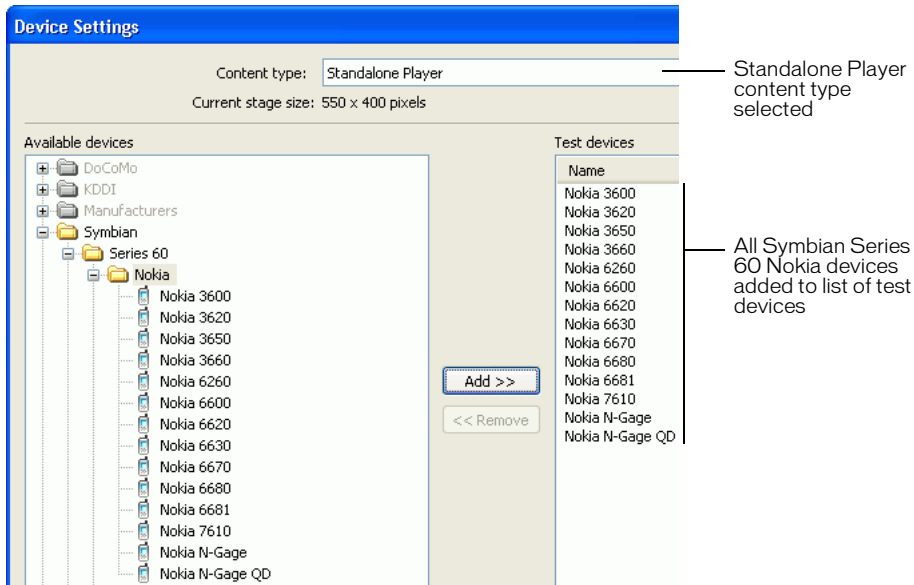 Device Settings
Content type: Standalone Player
Current stage size: 550 x 400 pixels
Standalone Player
content type
selected
Available devices
DoCoMo
KDDI
Manufacturers
Symbian
Series 60
Nokia
Nokia 3600
Nokia 3620
Nokia 3650
Nokia 3660
Nokia 6260
Nokia 6600
Nokia 6620
Nokia 6630
Nokia 6670
Nokia 6680
Nokia 6681
Nokia 7610
Nokia N-Gage
Nokia N-Gage QD
Add >>
<< Remove
Test devices
Name
Nokia 3600
Nokia 3620
Nokia 3650
Nokia 3660
Nokia 6260
Nokia 6600
Nokia 6620
Nokia 6630
Nokia 6670
Nokia 6680
Nokia 6681
Nokia 7610
Nokia N-Gage
Nokia N-Gage QD
All Symbian Series
60 Nokia devices
added to list of test
devices